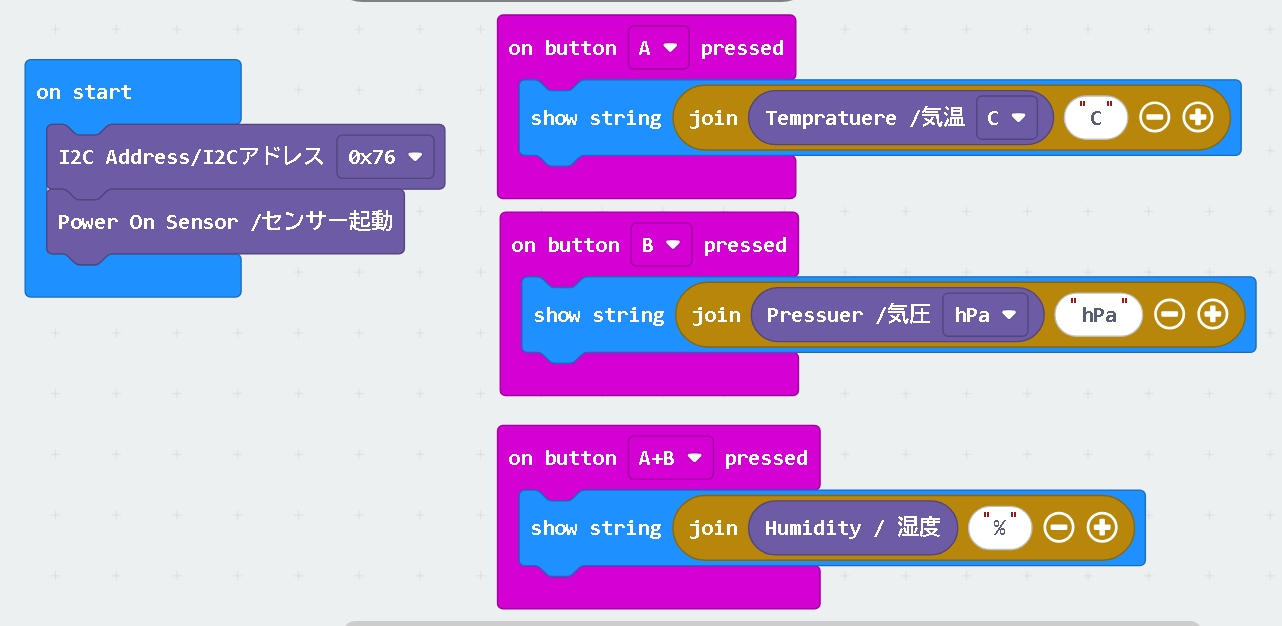 on start
I2C Address/I2Cアドレス 0x76
Power On Sensor /センサー起動
on button A pressed
show string join Tempratuere /気温 C "C"
on button B pressed
show string join Pressuer /気圧 hPa "hPa"
on button A+B pressed
show string join Humidity / 湿度 "%"